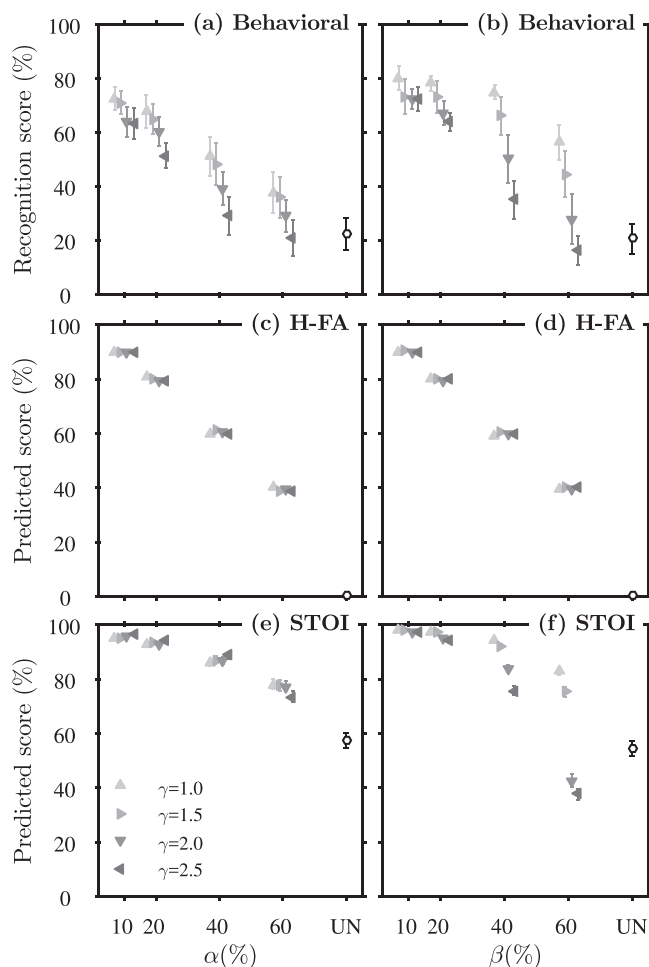 (a) Behavioral
(b) Behavioral
Recognition score (%)
100
80
60
40
20
0
(c) H-FA
(d) H-FA
Predicted score (%)
100
80
60
40
20
0
(e) STOI
(f) STOI
Predicted score (%)
100
80
60
40
20
0
γ=1.0
γ=1.5
γ=2.0
γ=2.5
10 20 40 60 UN
10 20 40 60 UN
α(%)
β(%)